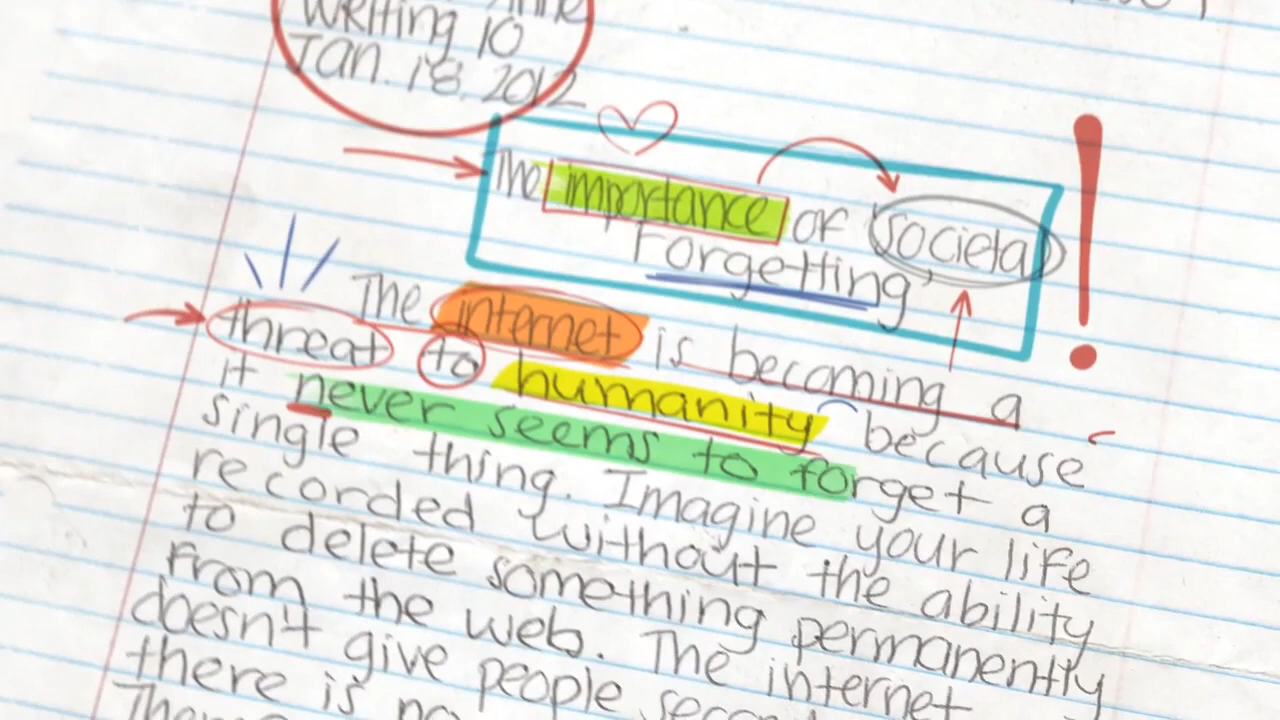 Writing 10
Jan. 18, 2012
The importance of Societal
Forgetting
The internet is becoming a
threat to humanity because
it never seems to forget a
single thing. Imagine your life
recorded without the ability
to delete something permanently
from the web. The internet
doesn't give people
there is no